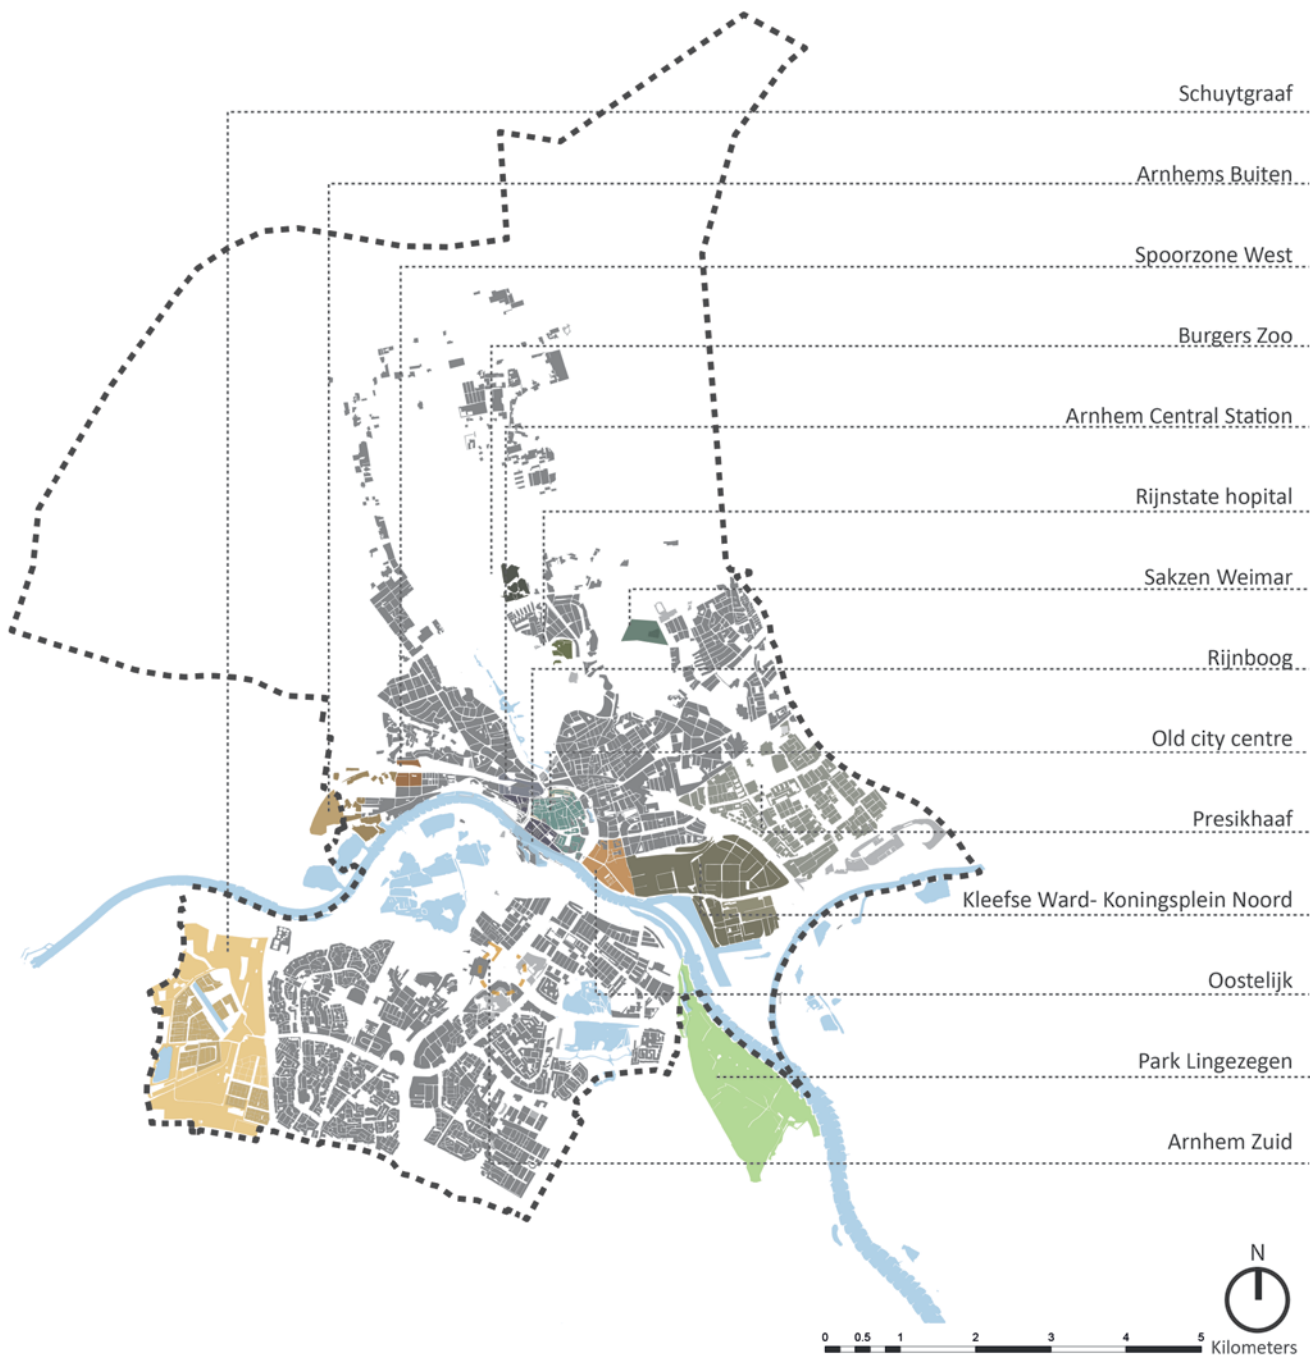 Schuytgraaf
Arnhems Buiten
Spoorzone West
Burgers Zoo
Arnhem Central Station
Rijnstate hopital
Sakzen Weimar
Rijnboog
Old city centre
Presikhaaf
Kleefse Ward- Koningsplein Noord
Oostelijk
Park Lingezegen
Arnhem Zuid
N
0 0.5 1 2 3 4 5
Kilometers